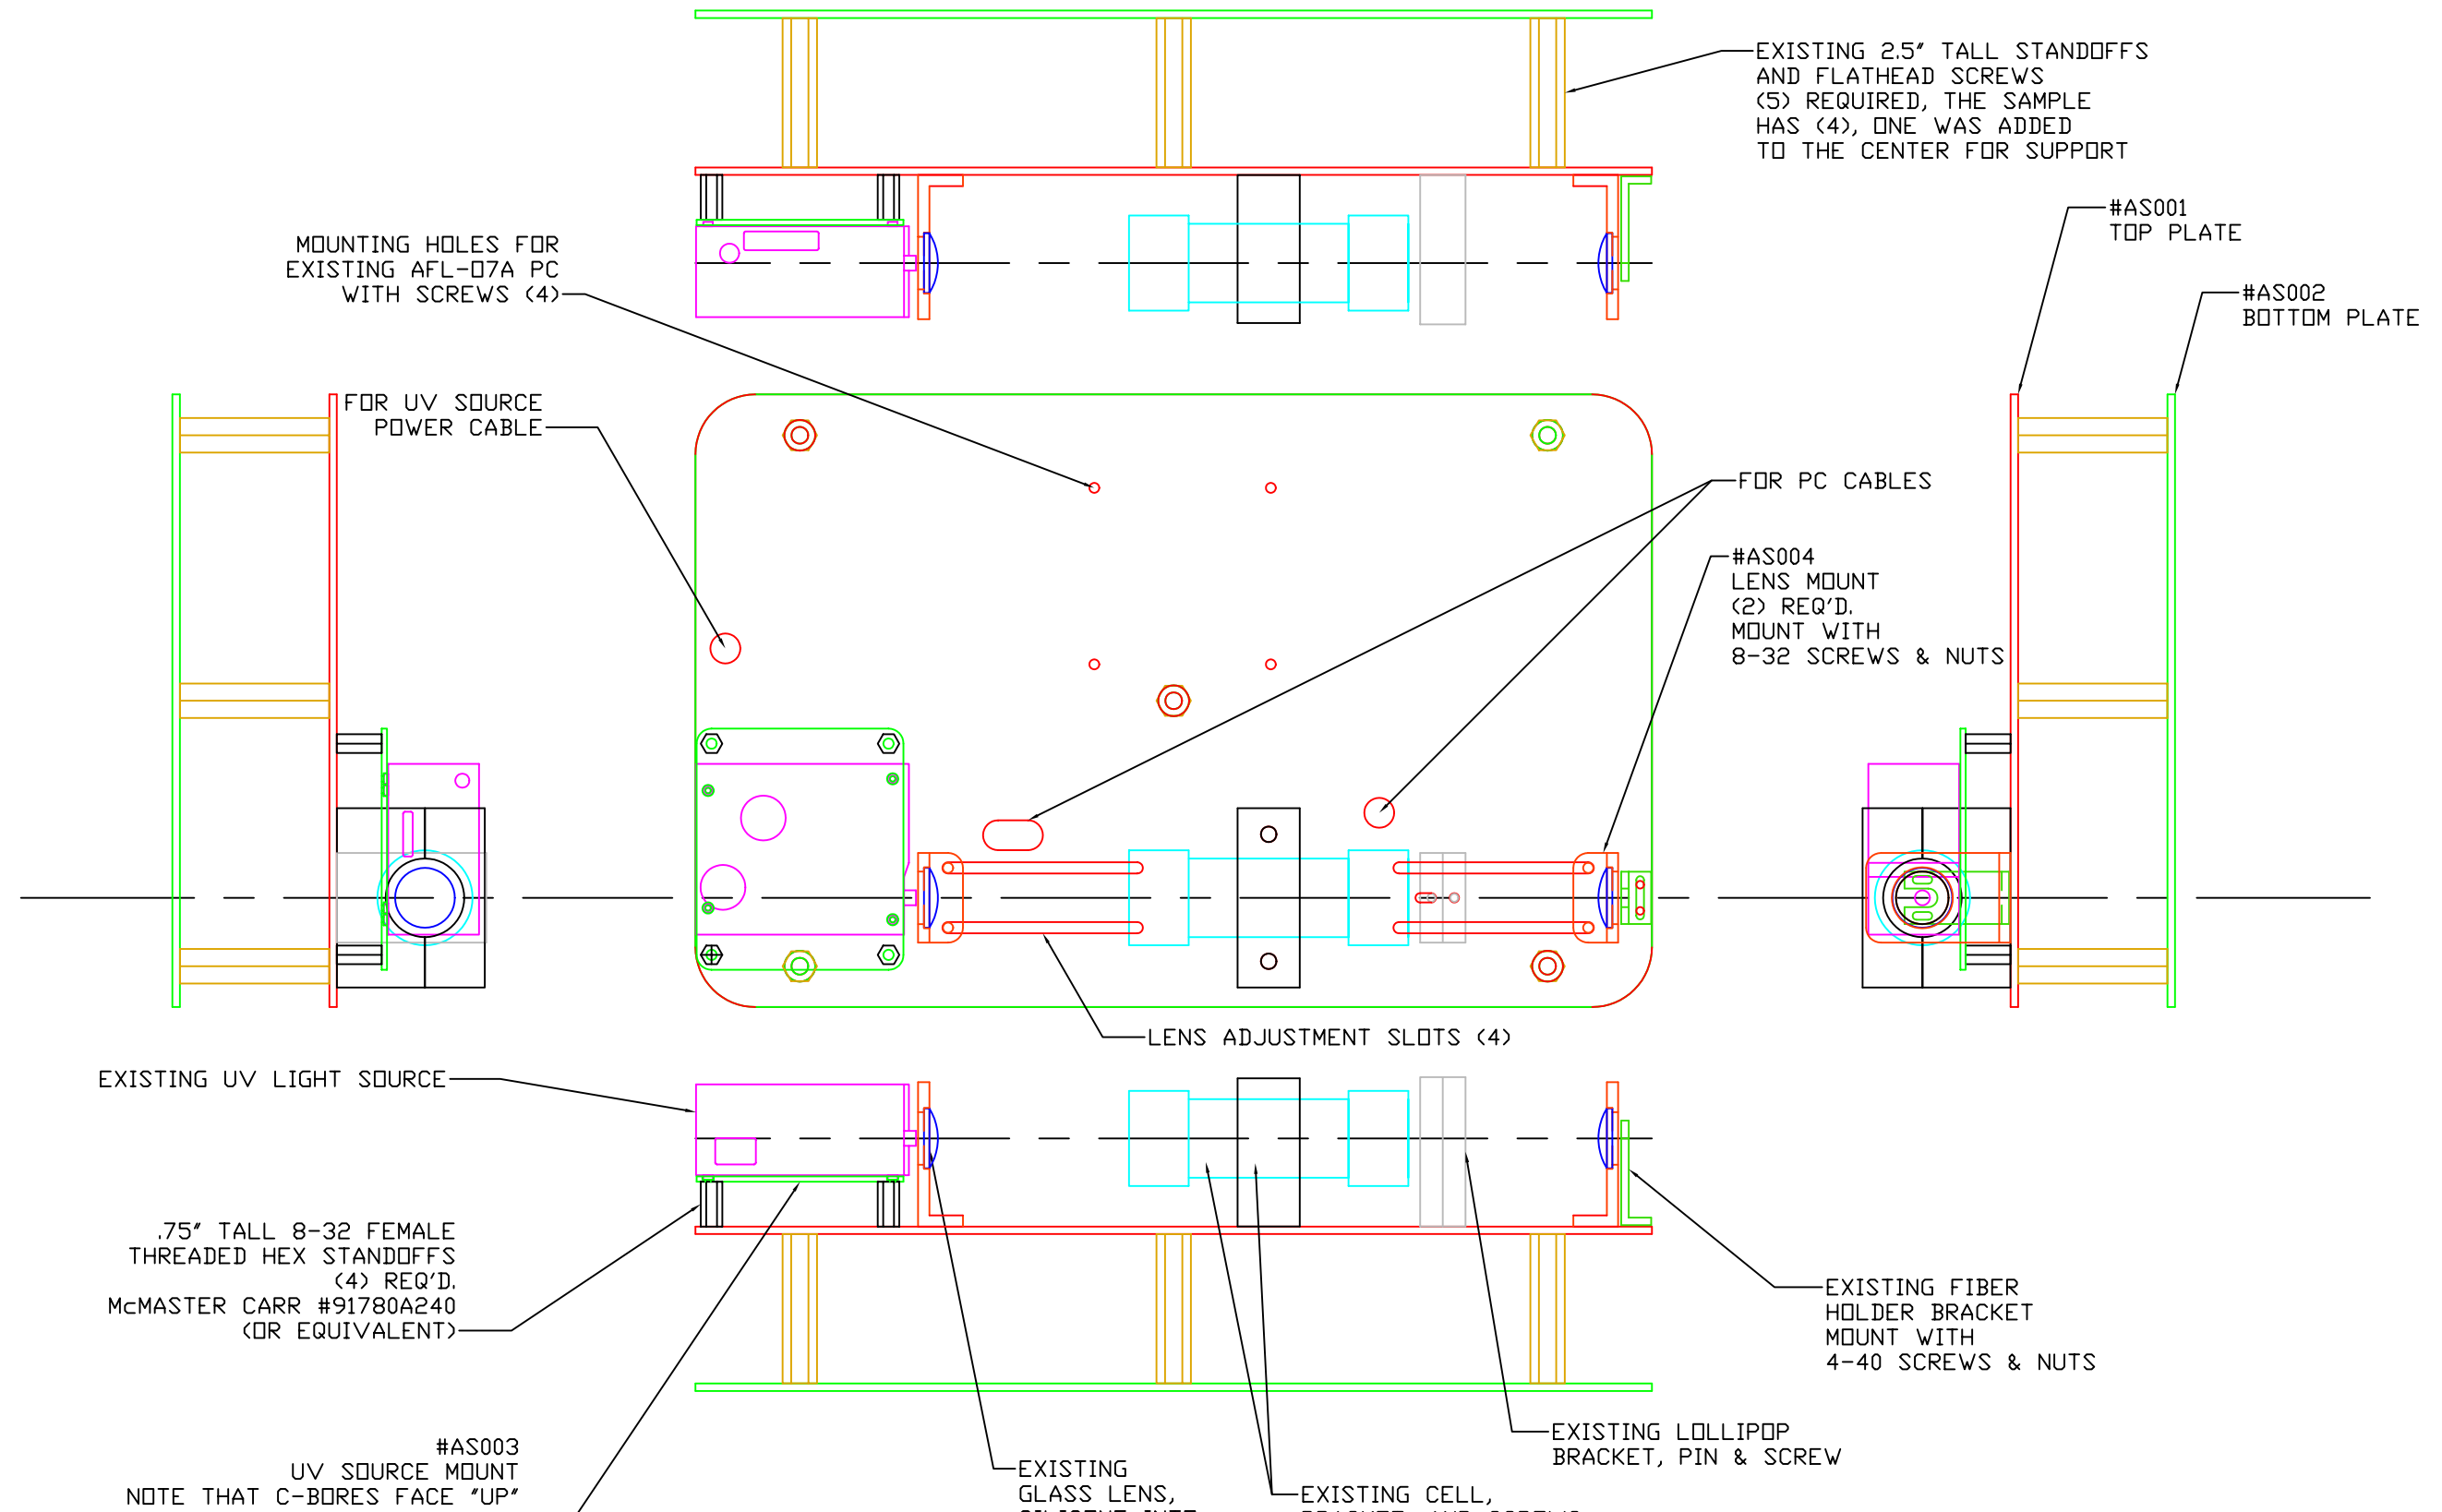 EXISTING 2.5" TALL STANDOFFS
AND FLATHEAD SCREWS
(5) REQUIRED, THE SAMPLE
HAS (4), ONE WAS ADDED
TO THE CENTER FOR SUPPORT
#AS001
TOP PLATE
#AS002
BOTTOM PLATE
MOUNTING HOLES FOR
EXISTING AFL-07A PC
WITH SCREWS (4)
FOR UV SOURCE
POWER CABLE
FOR PC CABLES
#AS004
LENS MOUNT
(2) REQ'D.
MOUNT WITH
8-32 SCREWS & NUTS
LENS ADJUSTMENT SLOTS (4)
EXISTING UV LIGHT SOURCE
.75" TALL 8-32 FEMALE
THREADED HEX STANDOFFS
(4) REQ'D.
McMASTER CARR #91780A240
(OR EQUIVALENT)
EXISTING FIBER
HOLDER BRACKET
MOUNT WITH
4-40 SCREWS & NUTS
EXISTING LOLLIPOP
BRACKET, PIN & SCREW
#AS003
UV SOURCE MOUNT
NOTE THAT C-BORES FACE "UP"
EXISTING
GLASS LENS,
EXISTING CELL,